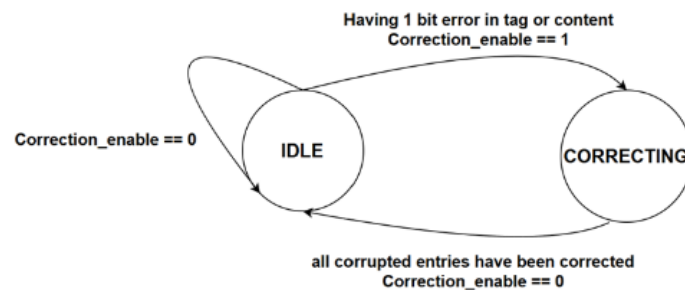 Having 1 bit error in tag or content
Correction_enable == 1
Correction_enable == 0
IDLE
CORRECTING
all corrupted entries have been corrected
Correction_enable == 0